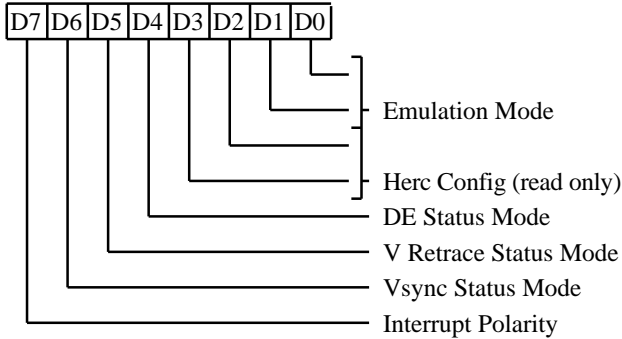 D7 D6 D5 D4 D3 D2 D1 D0
Emulation Mode
Herc Config (read only)
DE Status Mode
V Retrace Status Mode
Vsync Status Mode
Interrupt Polarity